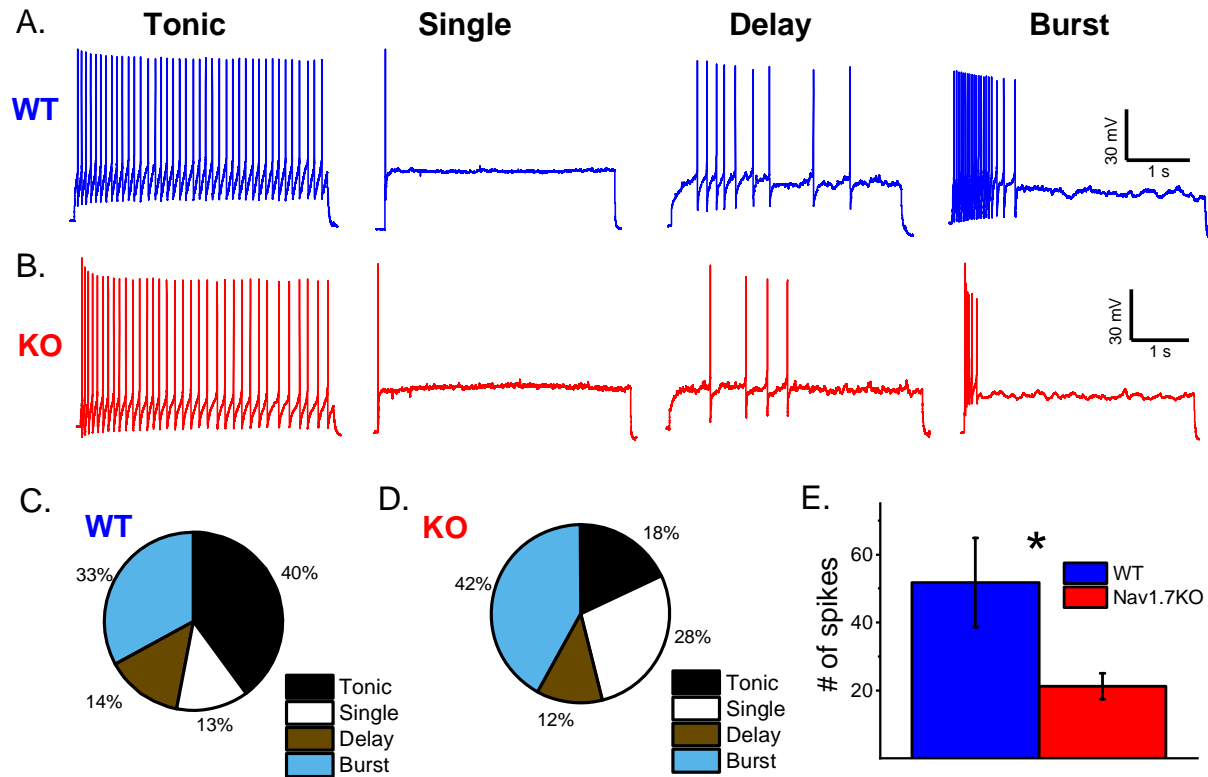 A.
Tonic
Single
Delay
Burst
WT
30 mV
1 s
B.
KO
30 mV
1 s
C.
WT
33%
40%
14%
13%
Tonic
Single
Delay
Burst
D.
KO
18%
42%
28%
12%
Tonic
Single
Delay
Burst
E.
*
# of spikes
60
40
20
WT
Nav1.7KO